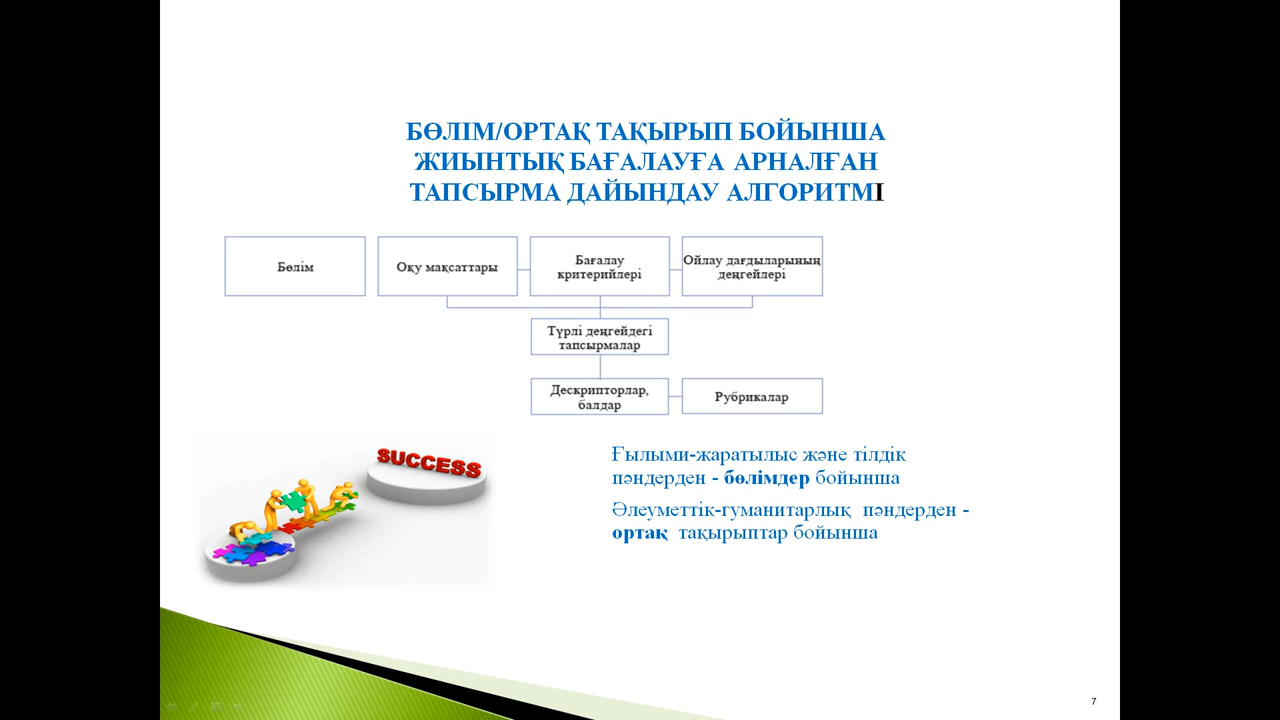 БӨЛІМ/ОРТАҚ ТАҚЫРЫП БОЙЫНША
ЖИЫНТЫҚ БАҒАЛАУҒА АРНАЛҒАН
ТАПСЫРМА ДАЙЫНДАУ АЛГОРИТМІ
Бөлім
Оқу мақсаттары
Бағалау
критерийлері
Ойлау дағдыларының
деңгейлері
Түрлі деңгейдегі
тапсырмалар
Дескрипторлар,
балдар
Рубрикалар
SUCCESS
Ғылыми-жаратылыс және тілдік
пәндерден - бөлімдер бойынша
Әлеуметтік-гуманитарлық пәндерден -
ортақ тақырыптар бойынша
7